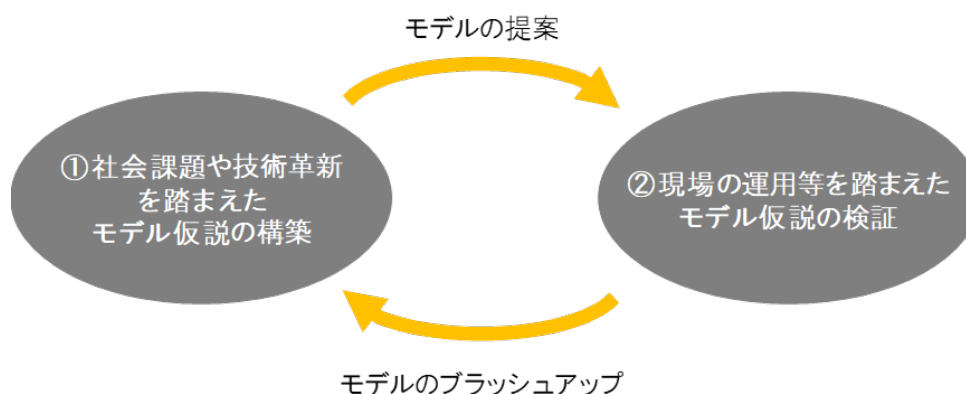 モデルの提案
①社会課題や技術革新
を踏まえた
モデル仮説の構築
②現場の運用等を踏まえた
モデル仮説の検証
モデルのブラッシュアップ